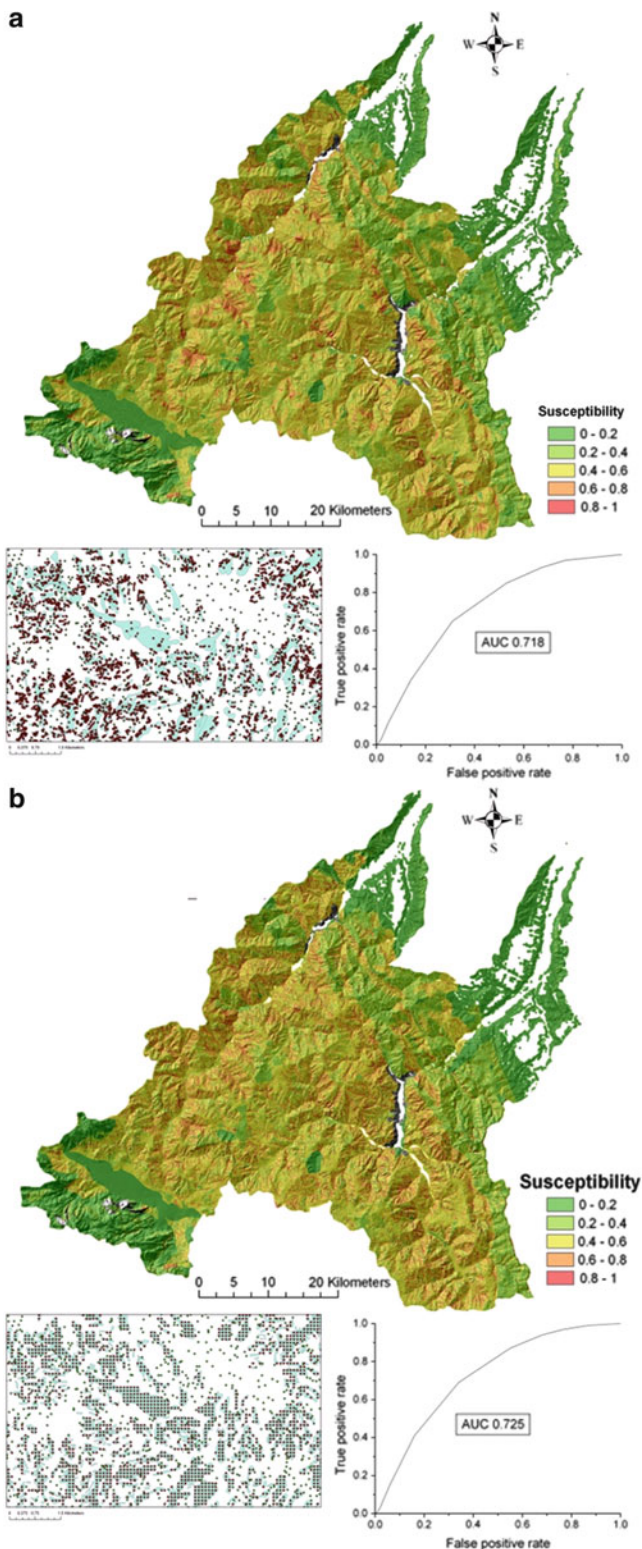 a
N
W E
S
Susceptibility
0 - 0.2
0.2 - 0.4
0.4 - 0.6
0.6 - 0.8
0.8 - 1
0 5 10 20 Kilometers
True positive rate
1.0
0.8
0.6
0.4
0.2
0.0
AUC 0.718
0.0 0.2 0.4 0.6 0.8 1.0
False positive rate
b
N
W E
S
Susceptibility
0 - 0.2
0.2 - 0.4
0.4 - 0.6
0.6 - 0.8
0.8 - 1
0 5 10 20 Kilometers
True positive rate
1.0
0.8
0.6
0.4
0.2
0.0
AUC 0.725
0.0 0.2 0.4 0.6 0.8 1.0
False positive rate